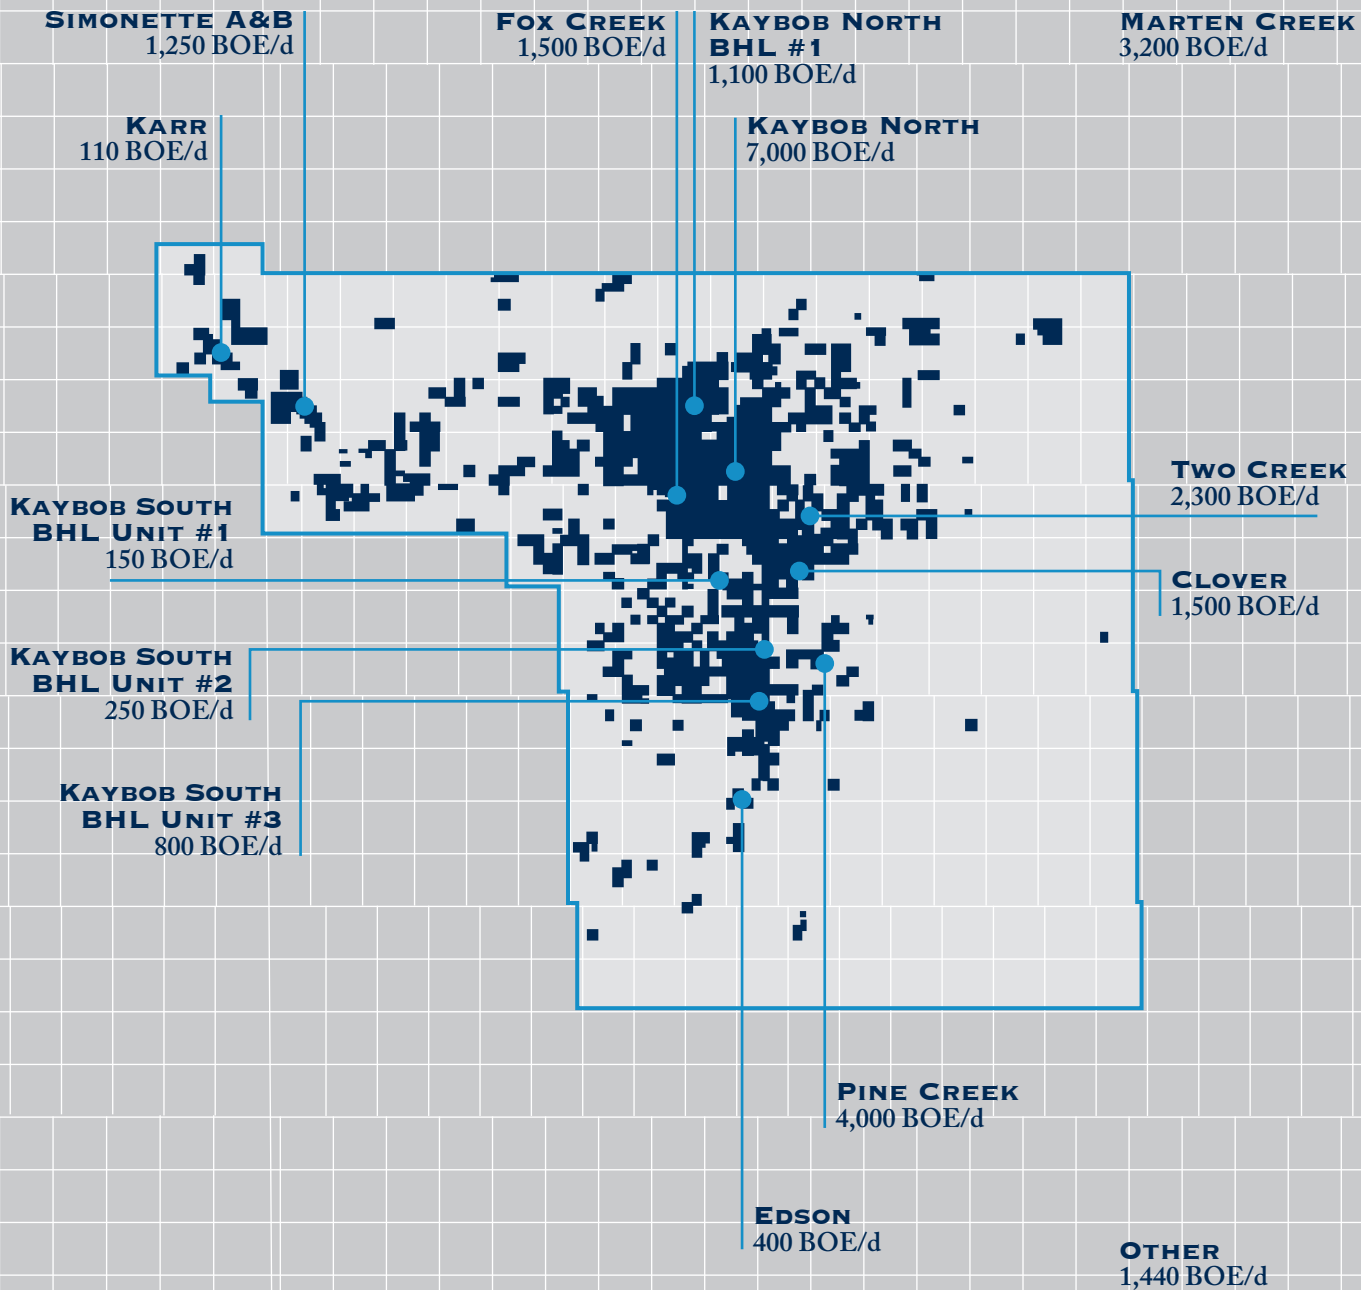 SIMONETTE A&B
1,250 BOE/d
FOX CREEK
1,500 BOE/d
KAYBOB NORTH
BHL #1
1,100 BOE/d
MARTEN CREEK
3,200 BOE/d
KARR
110 BOE/d
KAYBOB NORTH
7,000 BOE/d
TWO CREEK
2,300 BOE/d
KAYBOB SOUTH
BHL UNIT #1
150 BOE/d
CLOVER
1,500 BOE/d
KAYBOB SOUTH
BHL UNIT #2
250 BOE/d
KAYBOB SOUTH
BHL UNIT #3
800 BOE/d
PINE CREEK
4,000 BOE/d
EDSON
400 BOE/d
OTHER
1,440 BOE/d